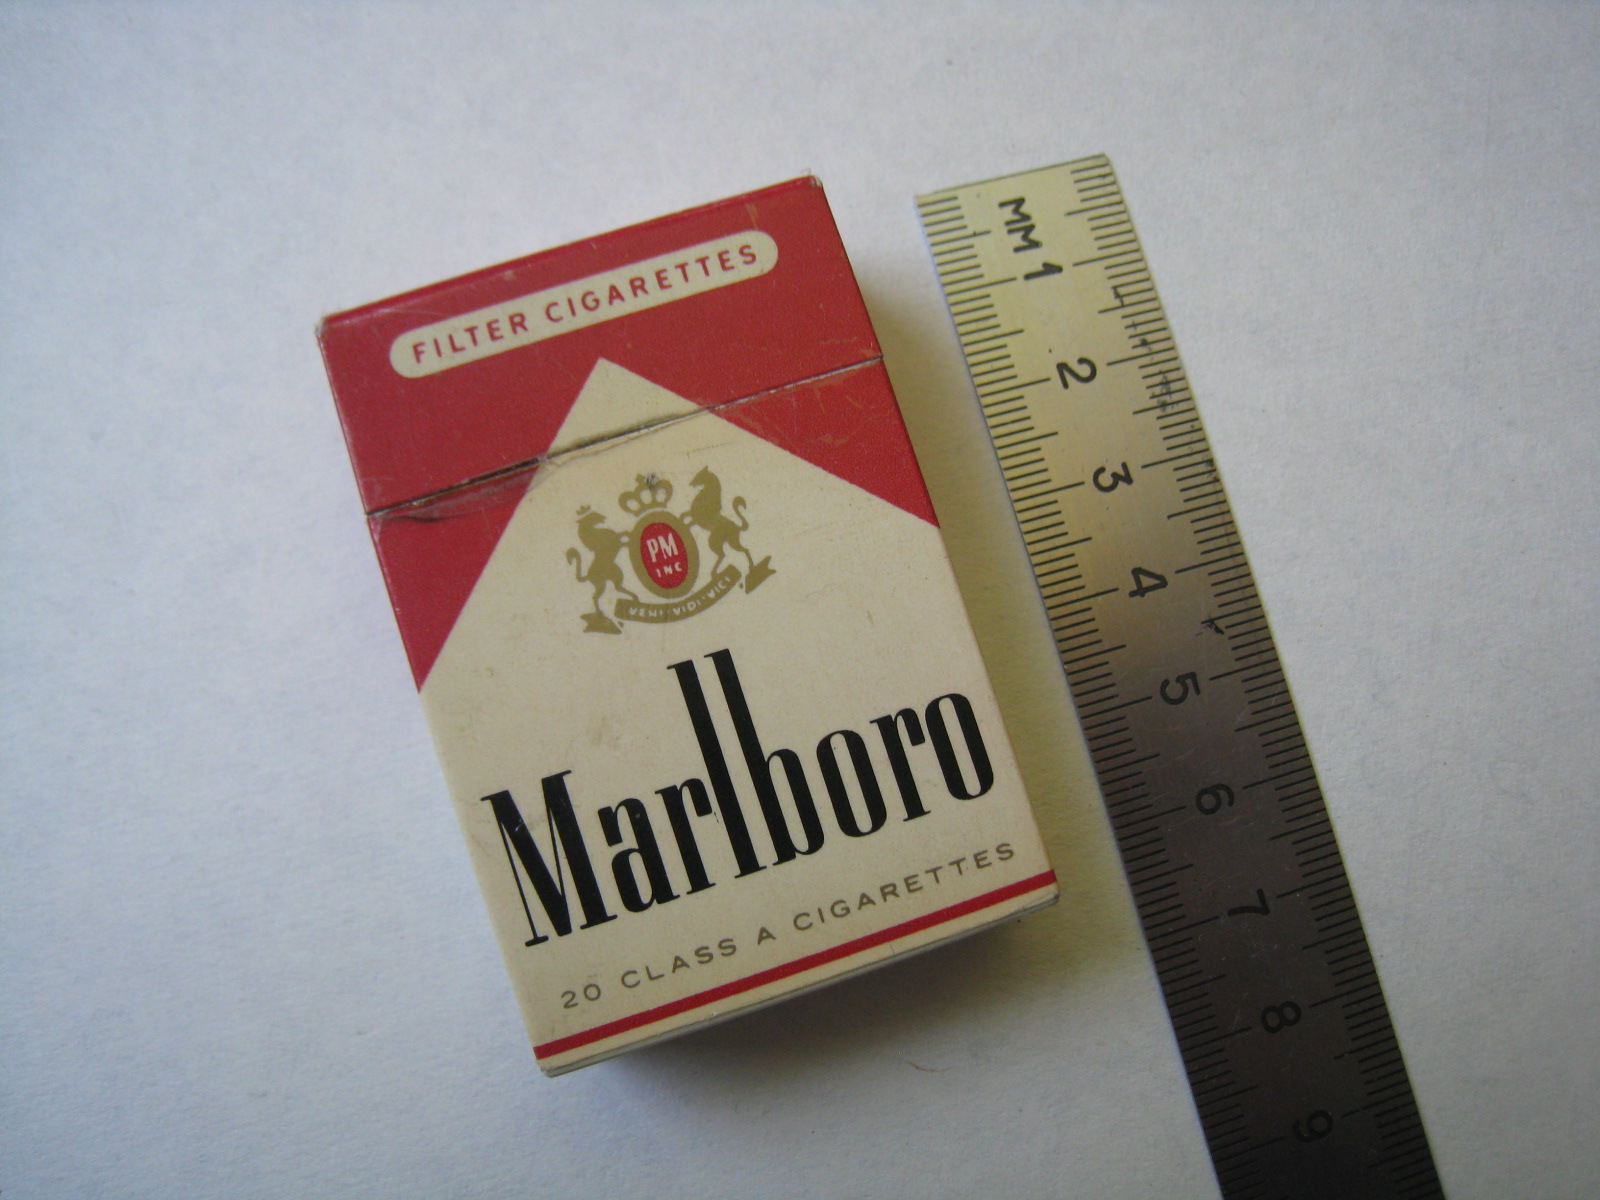 FILTER CIGARETTES
PM
INC
VENI·VIDI·VICI
Marlboro
20 CLASS A CIGARETTES
MM 1
2
3
4
5
6
7
8
9